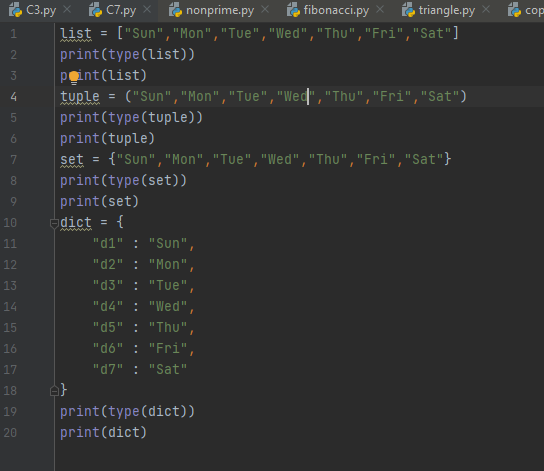 C3.py C7.py nonprime.py fibonacci.py triangle.py cop
1 list = ["Sun","Mon","Tue","Wed","Thu","Fri","Sat"]
2 print(type(list))
3 print(list)
4 tuple = ("Sun","Mon","Tue","Wed","Thu","Fri","Sat")
5 print(type(tuple))
6 print(tuple)
7 set = {"Sun","Mon","Tue","Wed","Thu","Fri","Sat"}
8 print(type(set))
9 print(set)
10 dict = {
11 "d1" : "Sun",
12 "d2" : "Mon",
13 "d3" : "Tue",
14 "d4" : "Wed",
15 "d5" : "Thu",
16 "d6" : "Fri",
17 "d7" : "Sat"
18 }
19 print(type(dict))
20 print(dict)